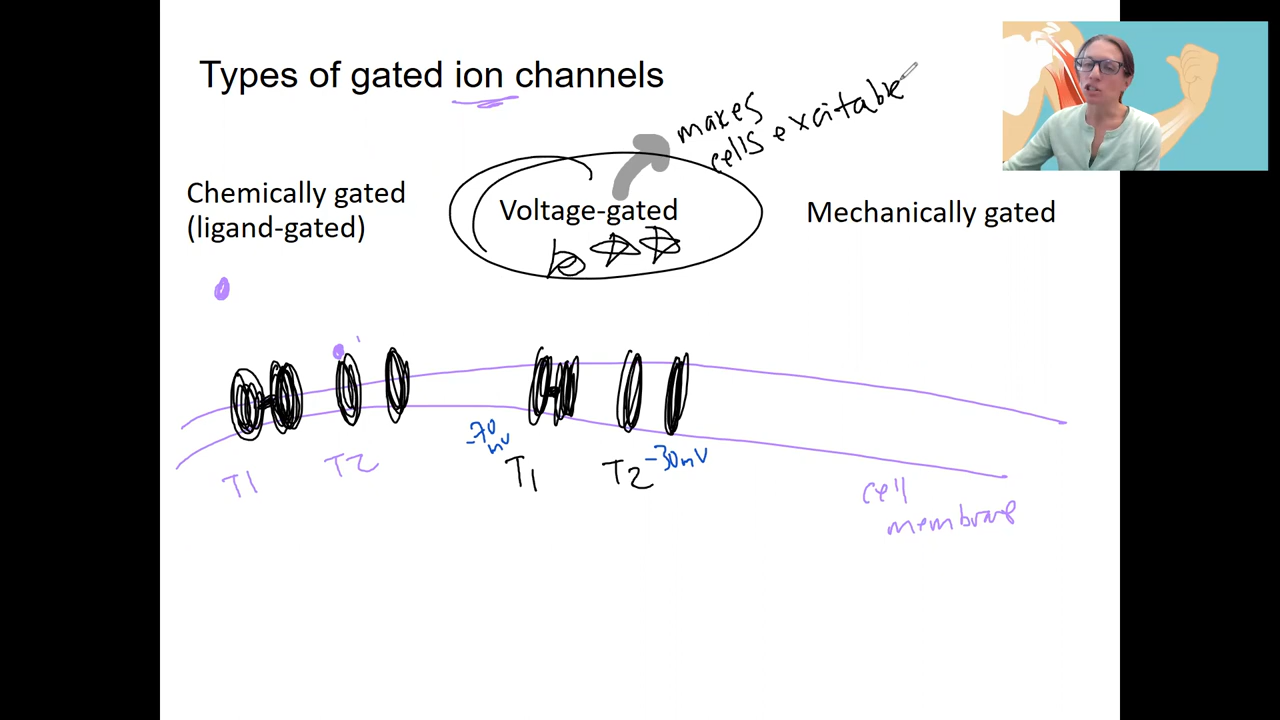 Types of gated ion channels
makes
cells excitable
Chemically gated
(ligand-gated)
Voltage-gated
Mechanically gated
-70
mV
-30mV
T1
T2
T1
T2
cell
membrane